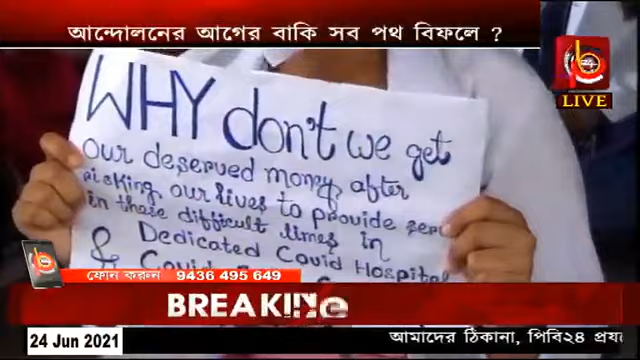 আন্দোলনের আগের বাকি সব পথ বিফলে ?
24
LIVE
WHY don't we get
our deserved money, after
risking our lives to provide
in these difficult times in
Dedicated Covid Hospital
&
ফোন করুন 9436 495 649
BREAKING
24 Jun 2021
আমাদের ঠিকানা, পিবি২৪